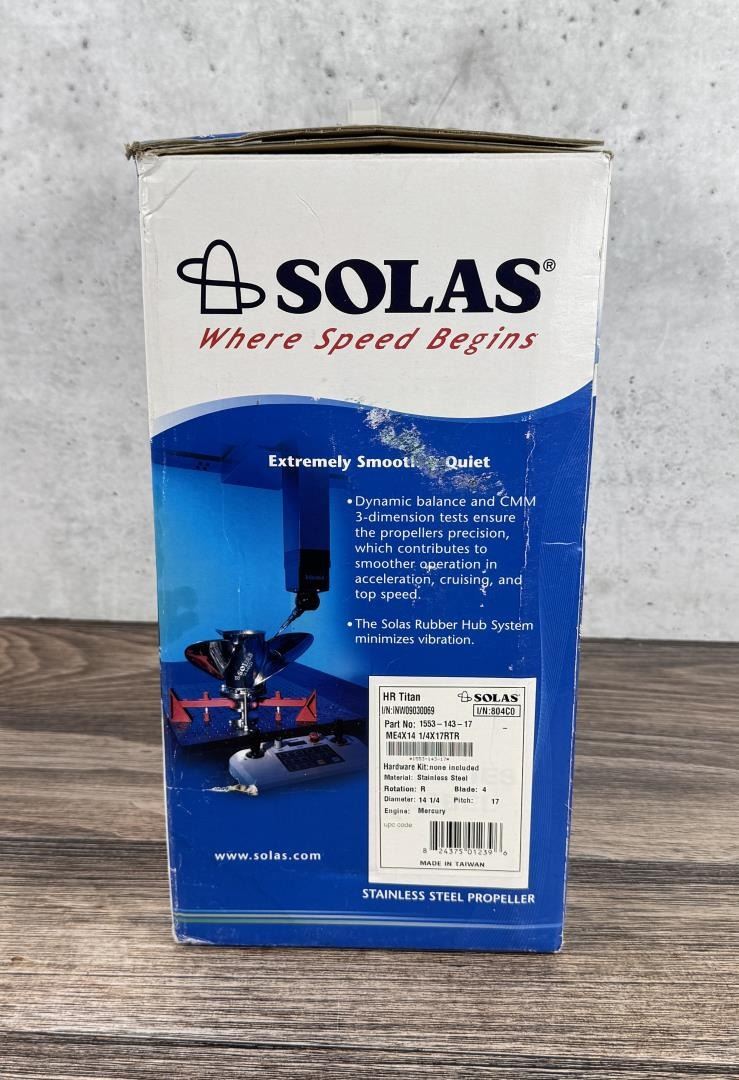 SOLAS®
Where Speed Begins
Extremely Smooth Quiet
• Dynamic balance and CMM
3-dimension tests ensure
the propellers precision,
which contributes to
smoother operation in
acceleration, cruising, and
top speed.
• The Solas Rubber Hub System
minimizes vibration.
SOLAS
HR Titan
SOLAS
I/N:INW09030069
I/N:804C0
Part No: 1553-143-17
ME4X14 1/4X17RTR
*1553-143-17*
Hardware Kit:none included
Material: Stainless Steel
Rotation: R Blade: 4
Diameter: 14 1/4 Pitch: 17
Engine: Mercury
upc code
8 24375 01239 6
MADE IN TAIWAN
www.solas.com
STAINLESS STEEL PROPELLER